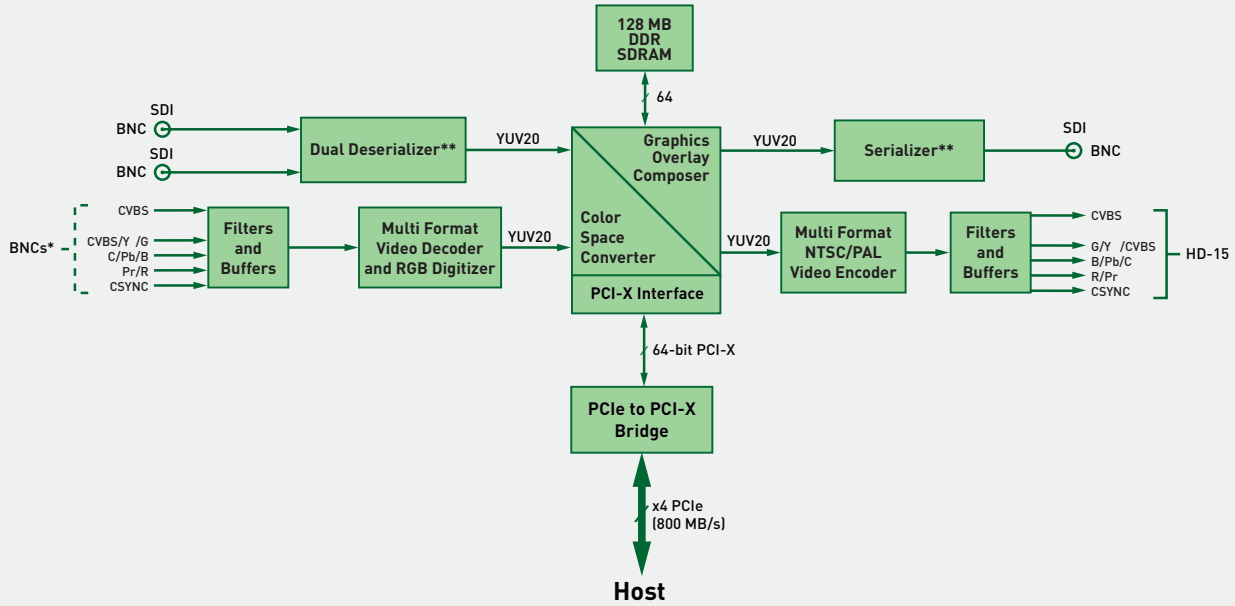 128 MB
DDR
SDRAM
64
SDI
BNC
SDI
BNC
Dual Deserializer**
YUV20
Graphics
Overlay
Composer
YUV20
Serializer**
SDI
BNC
BNCs*
CVBS
CVBS/Y /G
C/Pb/B
Pr/R
CSYNC
Filters
and
Buffers
Multi Format
Video Decoder
and RGB Digitizer
YUV20
Color
Space
Converter
YUV20
Multi Format
NTSC/PAL
Video Encoder
Filters
and
Buffers
CVBS
G/Y /CVBS
B/Pb/C
R/Pr
CSYNC
HD-15
PCI-X Interface
64-bit PCI-X
PCIe to PCI-X
Bridge
x4 PCIe
(800 MB/s)
Host